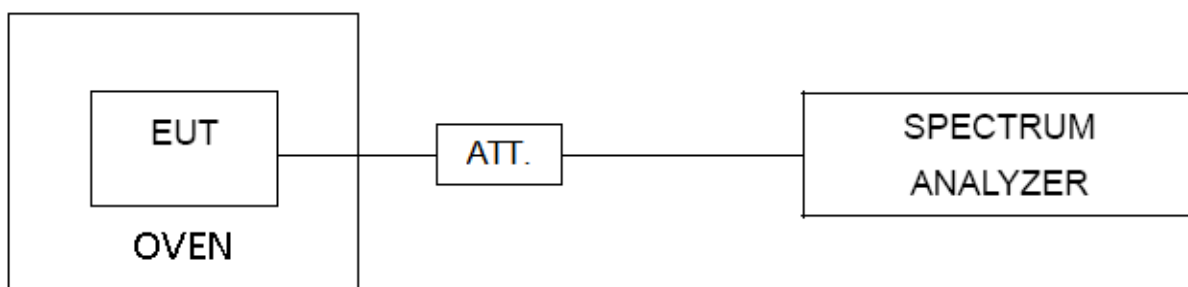 EUT
OVEN
ATT.
SPECTRUM
ANALYZER